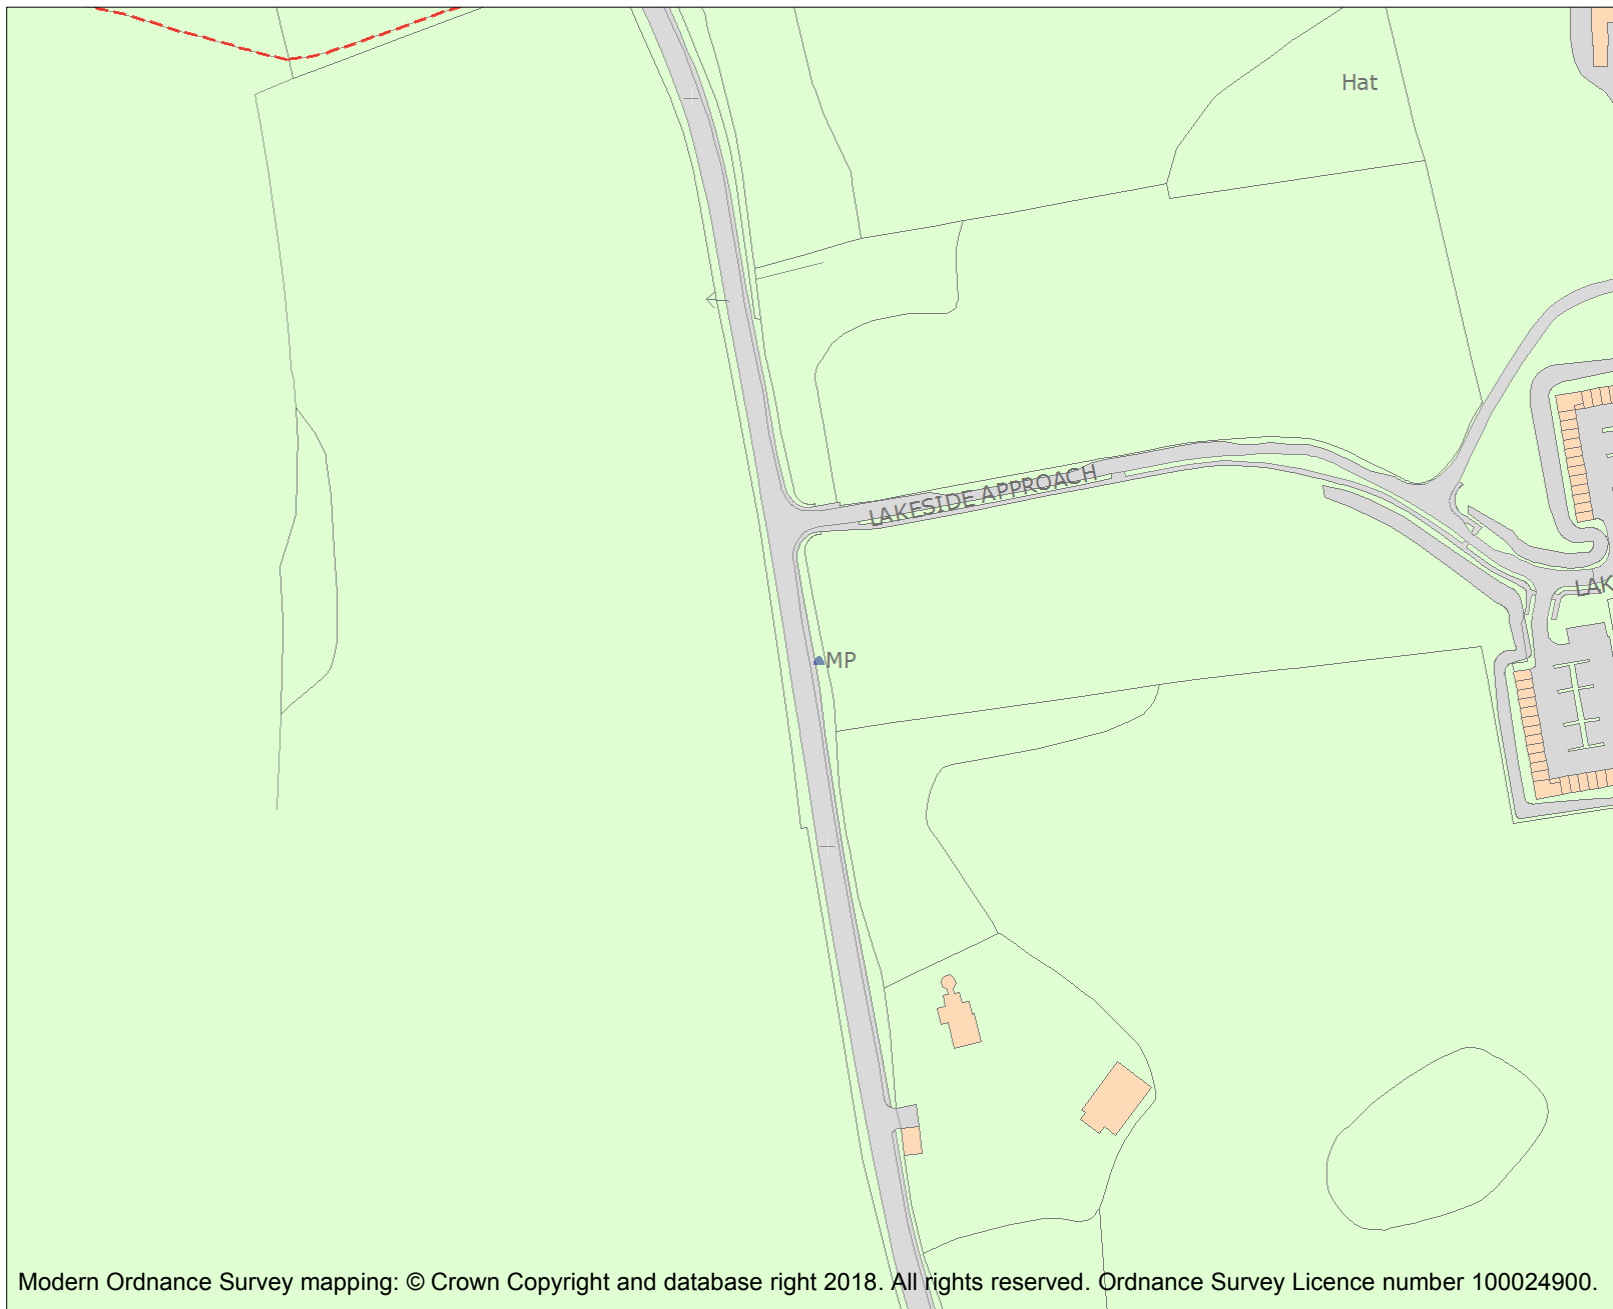 Hat
LAKESIDE APPROACH
LAK
MP
Modern Ordnance Survey mapping: © Crown Copyright and database right 2018. All rights reserved. Ordnance Survey Licence number 100024900.